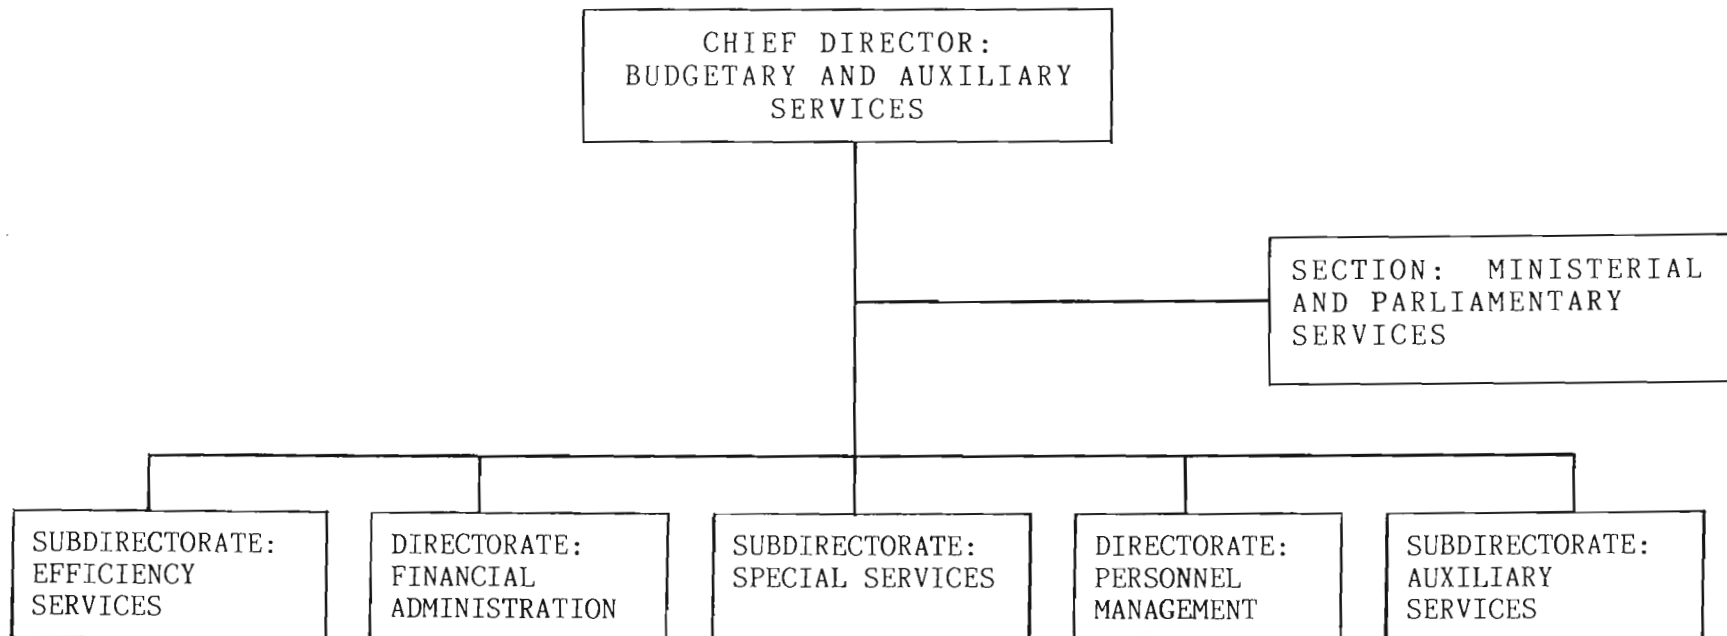 CHIEF DIRECTOR:
BUDGETARY AND AUXILIARY
SERVICES
SECTION: MINISTERIAL
AND PARLIAMENTARY
SERVICES
SUBDIRECTORATE:
EFFICIENCY
SERVICES
DIRECTORATE:
FINANCIAL
ADMINISTRATION
SUBDIRECTORATE:
SPECIAL SERVICES
DIRECTORATE:
PERSONNEL
MANAGEMENT
SUBDIRECTORATE:
AUXILIARY
SERVICES